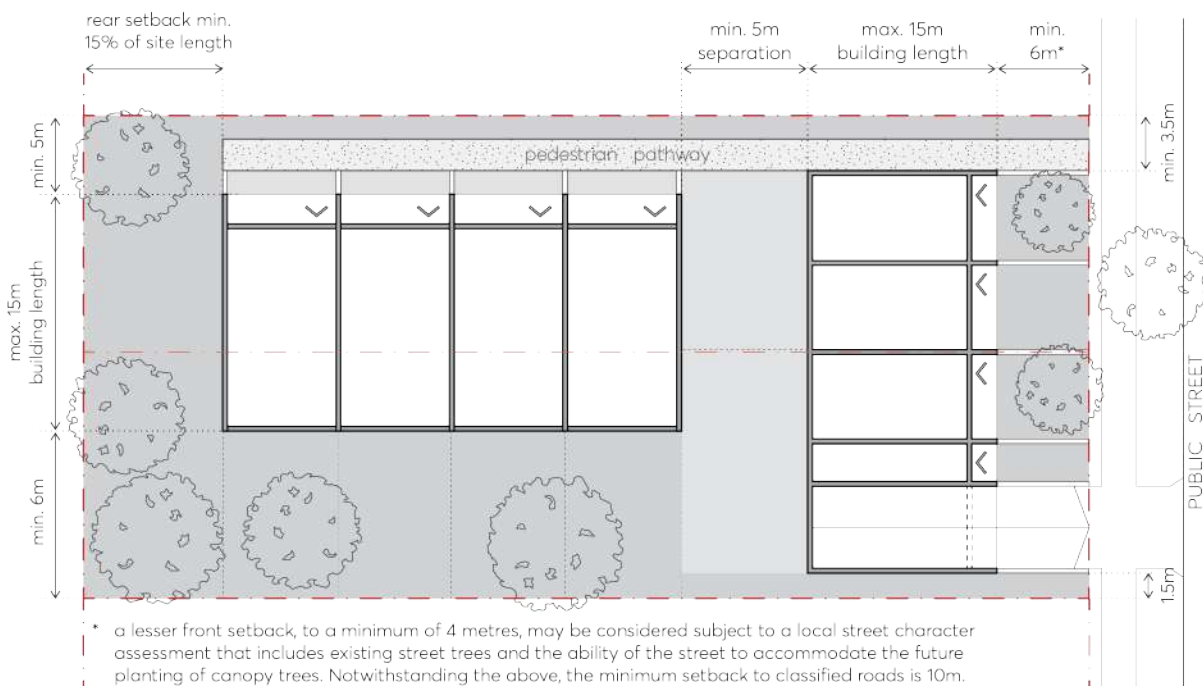 rear setback min.
15% of site length
min. 5m
separation
max. 15m
building length
min.
6m*
min. 5m
min. 3.5m
pedestrian pathway
max. 15m
building length
PUBLIC STREET
min. 6m
1.5m
* a lesser front setback, to a minimum of 4 metres, may be considered subject to a local street character
assessment that includes existing street trees and the ability of the street to accommodate the future
planting of canopy trees. Notwithstanding the above, the minimum setback to classified roads is 10m.